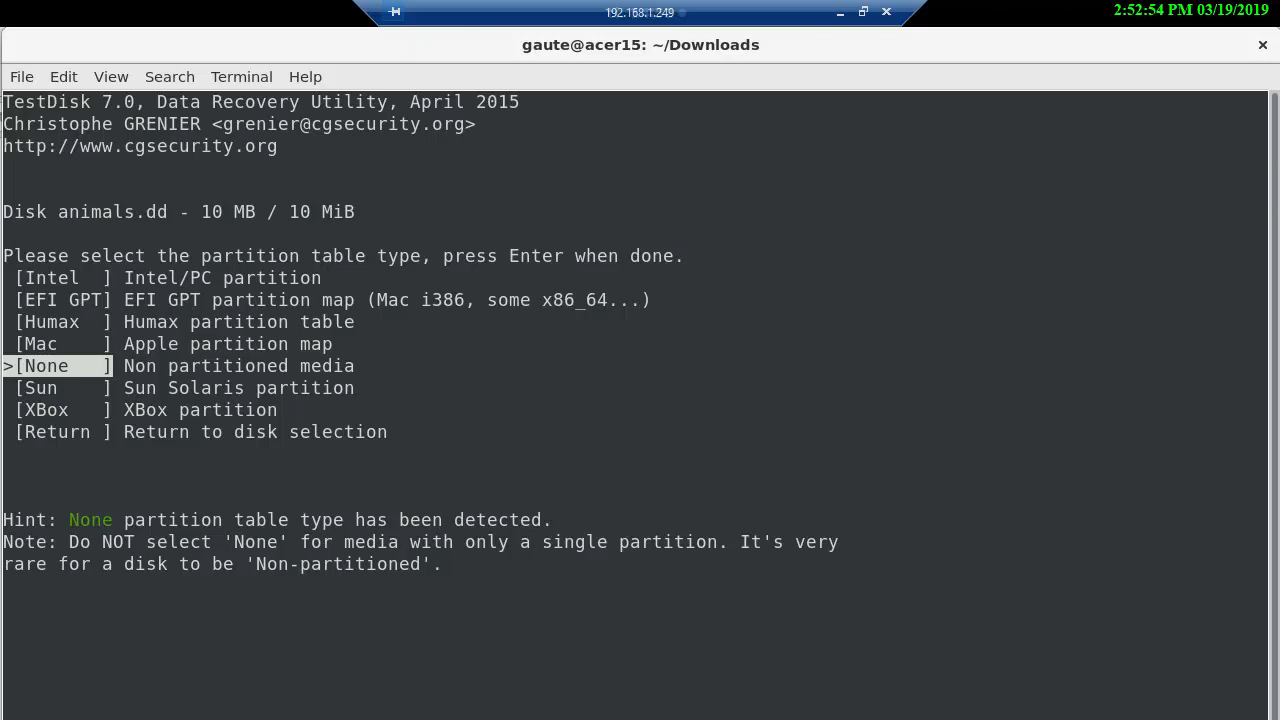 192.168.1.249
2:52:54 PM 03/19/2019
gaute@acer15: ~/Downloads
File Edit View Search Terminal Help
TestDisk 7.0, Data Recovery Utility, April 2015
Christophe GRENIER <grenier@cgsecurity.org>
http://www.cgsecurity.org
Disk animals.dd - 10 MB / 10 MiB
Please select the partition table type, press Enter when done.
[Intel  ] Intel/PC partition
[EFI GPT] EFI GPT partition map (Mac i386, some x86_64...)
[Humax  ] Humax partition table
[Mac    ] Apple partition map
>[None   ] Non partitioned media
[Sun    ] Sun Solaris partition
[XBox   ] XBox partition
[Return ] Return to disk selection
Hint: None partition table type has been detected.
Note: Do NOT select 'None' for media with only a single partition. It's very
rare for a disk to be 'Non-partitioned'.